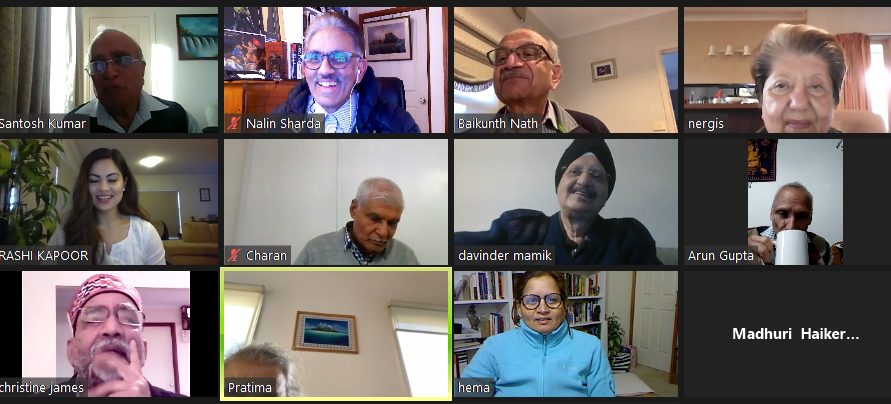 Santosh Kumar
Nalin Sharda
Baikunth Nath
nergis
RASHI KAPOOR
Charan
davinder mamik
Arun Gupta
christine james
Pratima
hema
Madhuri Haiker...